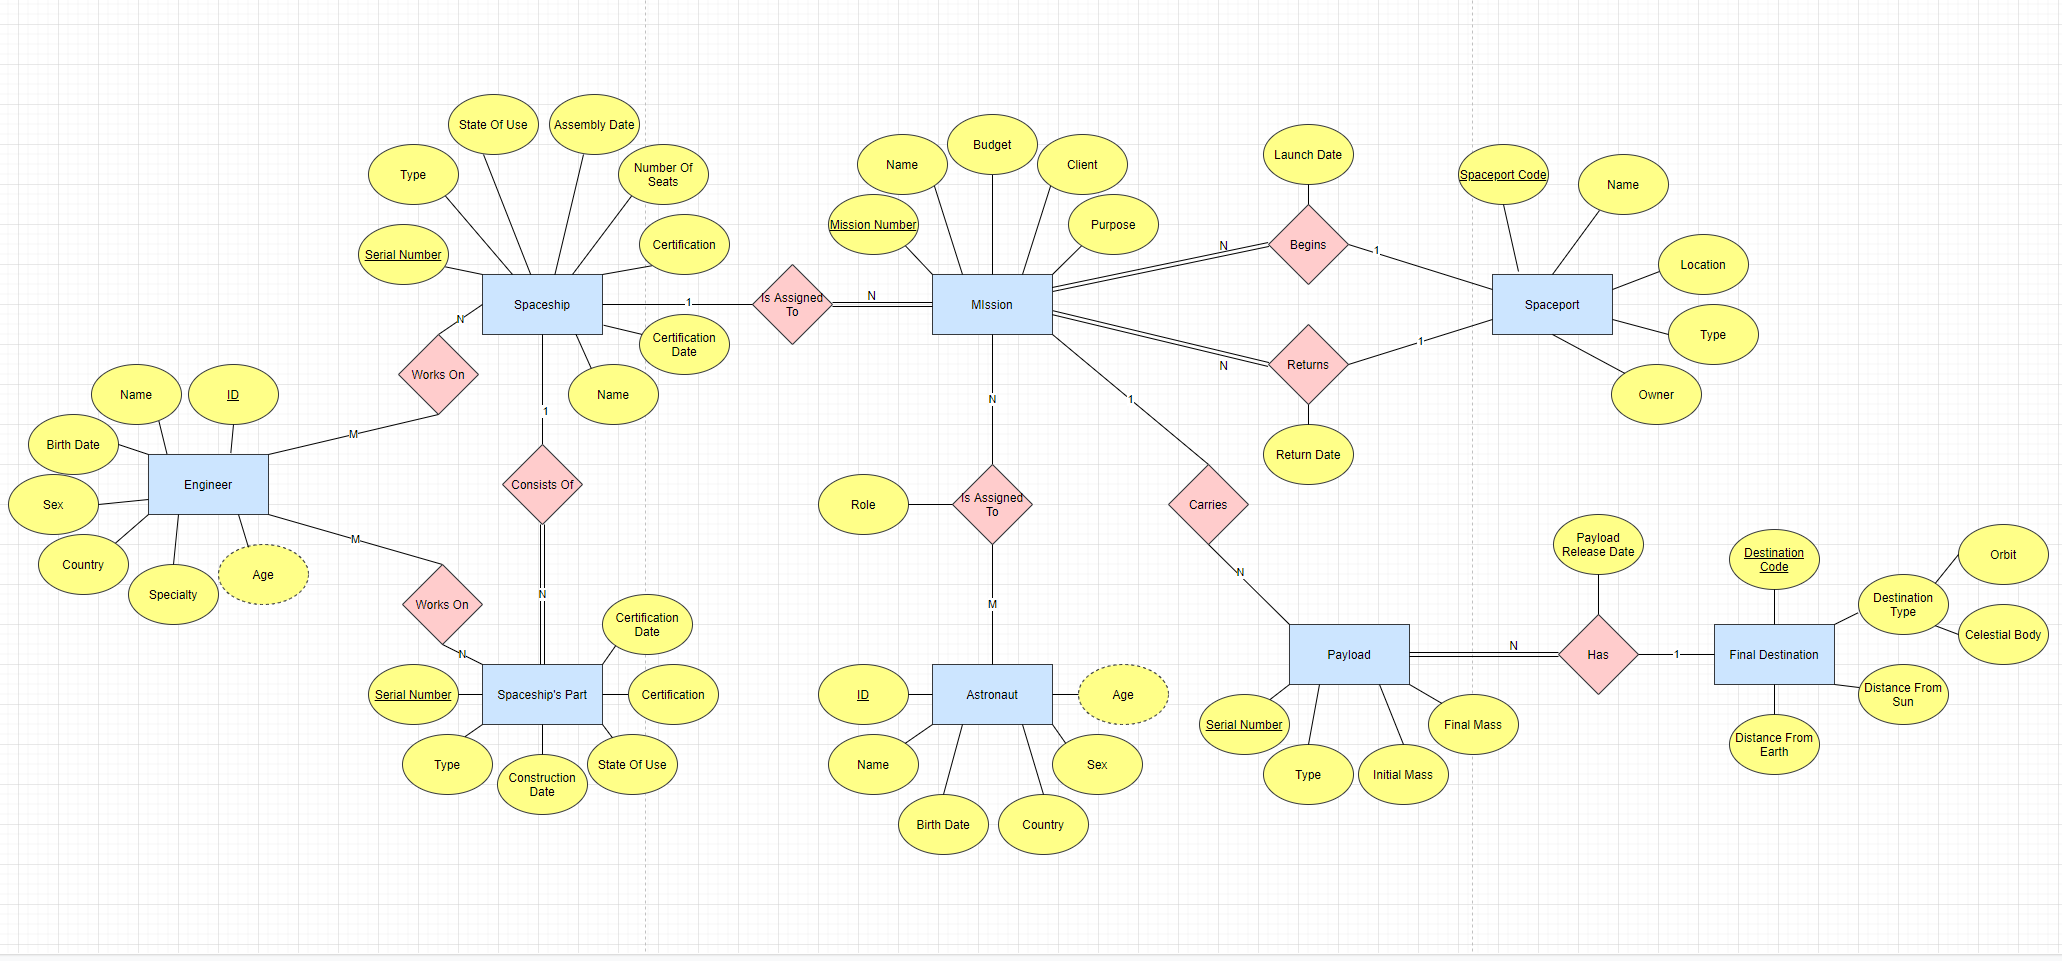 State Of Use
Assembly Date
Type
Number Of
Seats
Serial Number
Certification
Spaceship
1
Certification
Date
Name
N
Works On
M
Name
ID
Birth Date
Engineer
Sex
Country
Specialty
Age
M
Works On
N
1
Consists Of
N
Certification
Date
Serial Number
Spaceship's Part
Certification
Type
Construction
Date
State Of Use
Is Assigned
To
N
Name
Budget
Client
Mission Number
Purpose
MIssion
N
Is Assigned
To
Role
M
ID
Astronaut
Age
Name
Sex
Birth Date
Country
Launch Date
N
Begins
1
N
Returns
1
Return Date
Spaceport Code
Name
Spaceport
Location
Type
Owner
1
Carries
N
Payload
Serial Number
Type
Initial Mass
Final Mass
N
Payload
Release Date
Has
1
Final Destination
Destination
Code
Destination
Type
Orbit
Celestial Body
Distance From
Sun
Distance From
Earth